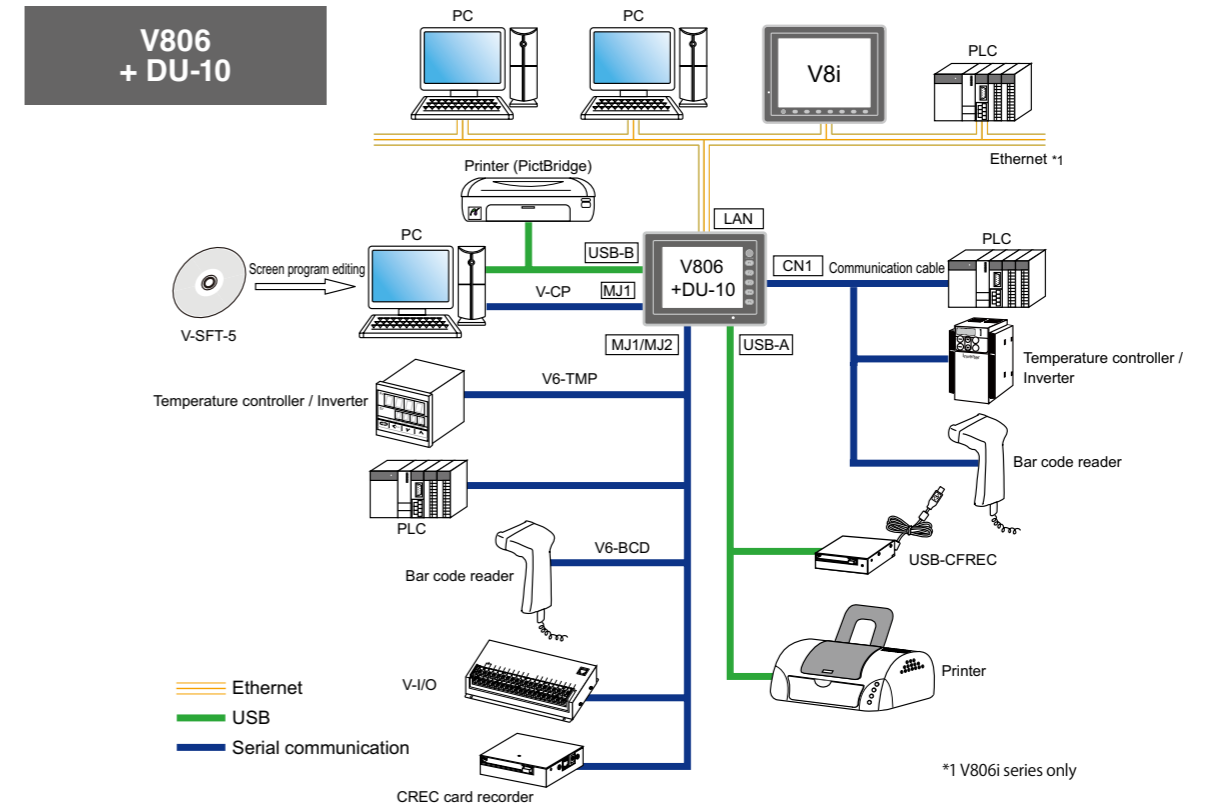 V806
+ DU-10
PC
PC
V8i
PLC
Ethernet *1
Printer (PictBridge)
LAN
PC
USB-B
V806
+DU-10
CN1
Communication cable
PLC
Screen program editing
V-CP
MJ1
V-SFT-5
MJ1/MJ2
USB-A
Temperature controller /
Inverter
V6-TMP
Temperature controller / Inverter
Bar code reader
PLC
V6-BCD
USB-CFREC
Bar code reader
Printer
V-I/O
Ethernet
USB
Serial communication
*1 V806i series only
CREC card recorder